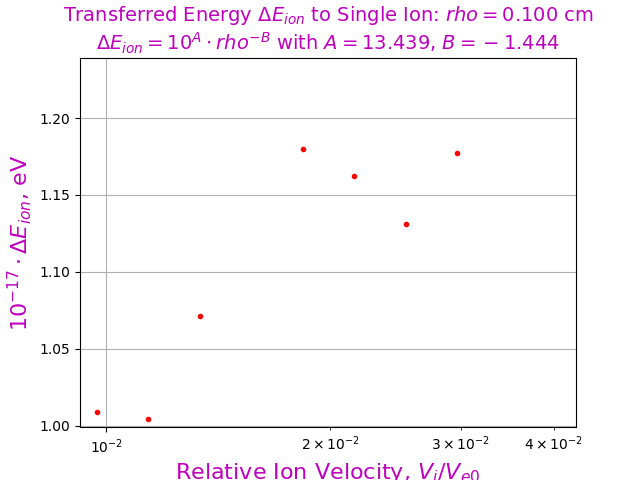 Transferred Energy ΔE_ion to Single Ion: rho = 0.100 cm
ΔE_ion = 10^A · rho^−B with A = 13.439, B = − 1.444
10^−17 · ΔE_ion, eV
1.20
1.15
1.10
1.05
1.00
10^−2
2 × 10^−2
3 × 10^−2
4 × 10^−2
Relative Ion Velocity, V_i/V_e0